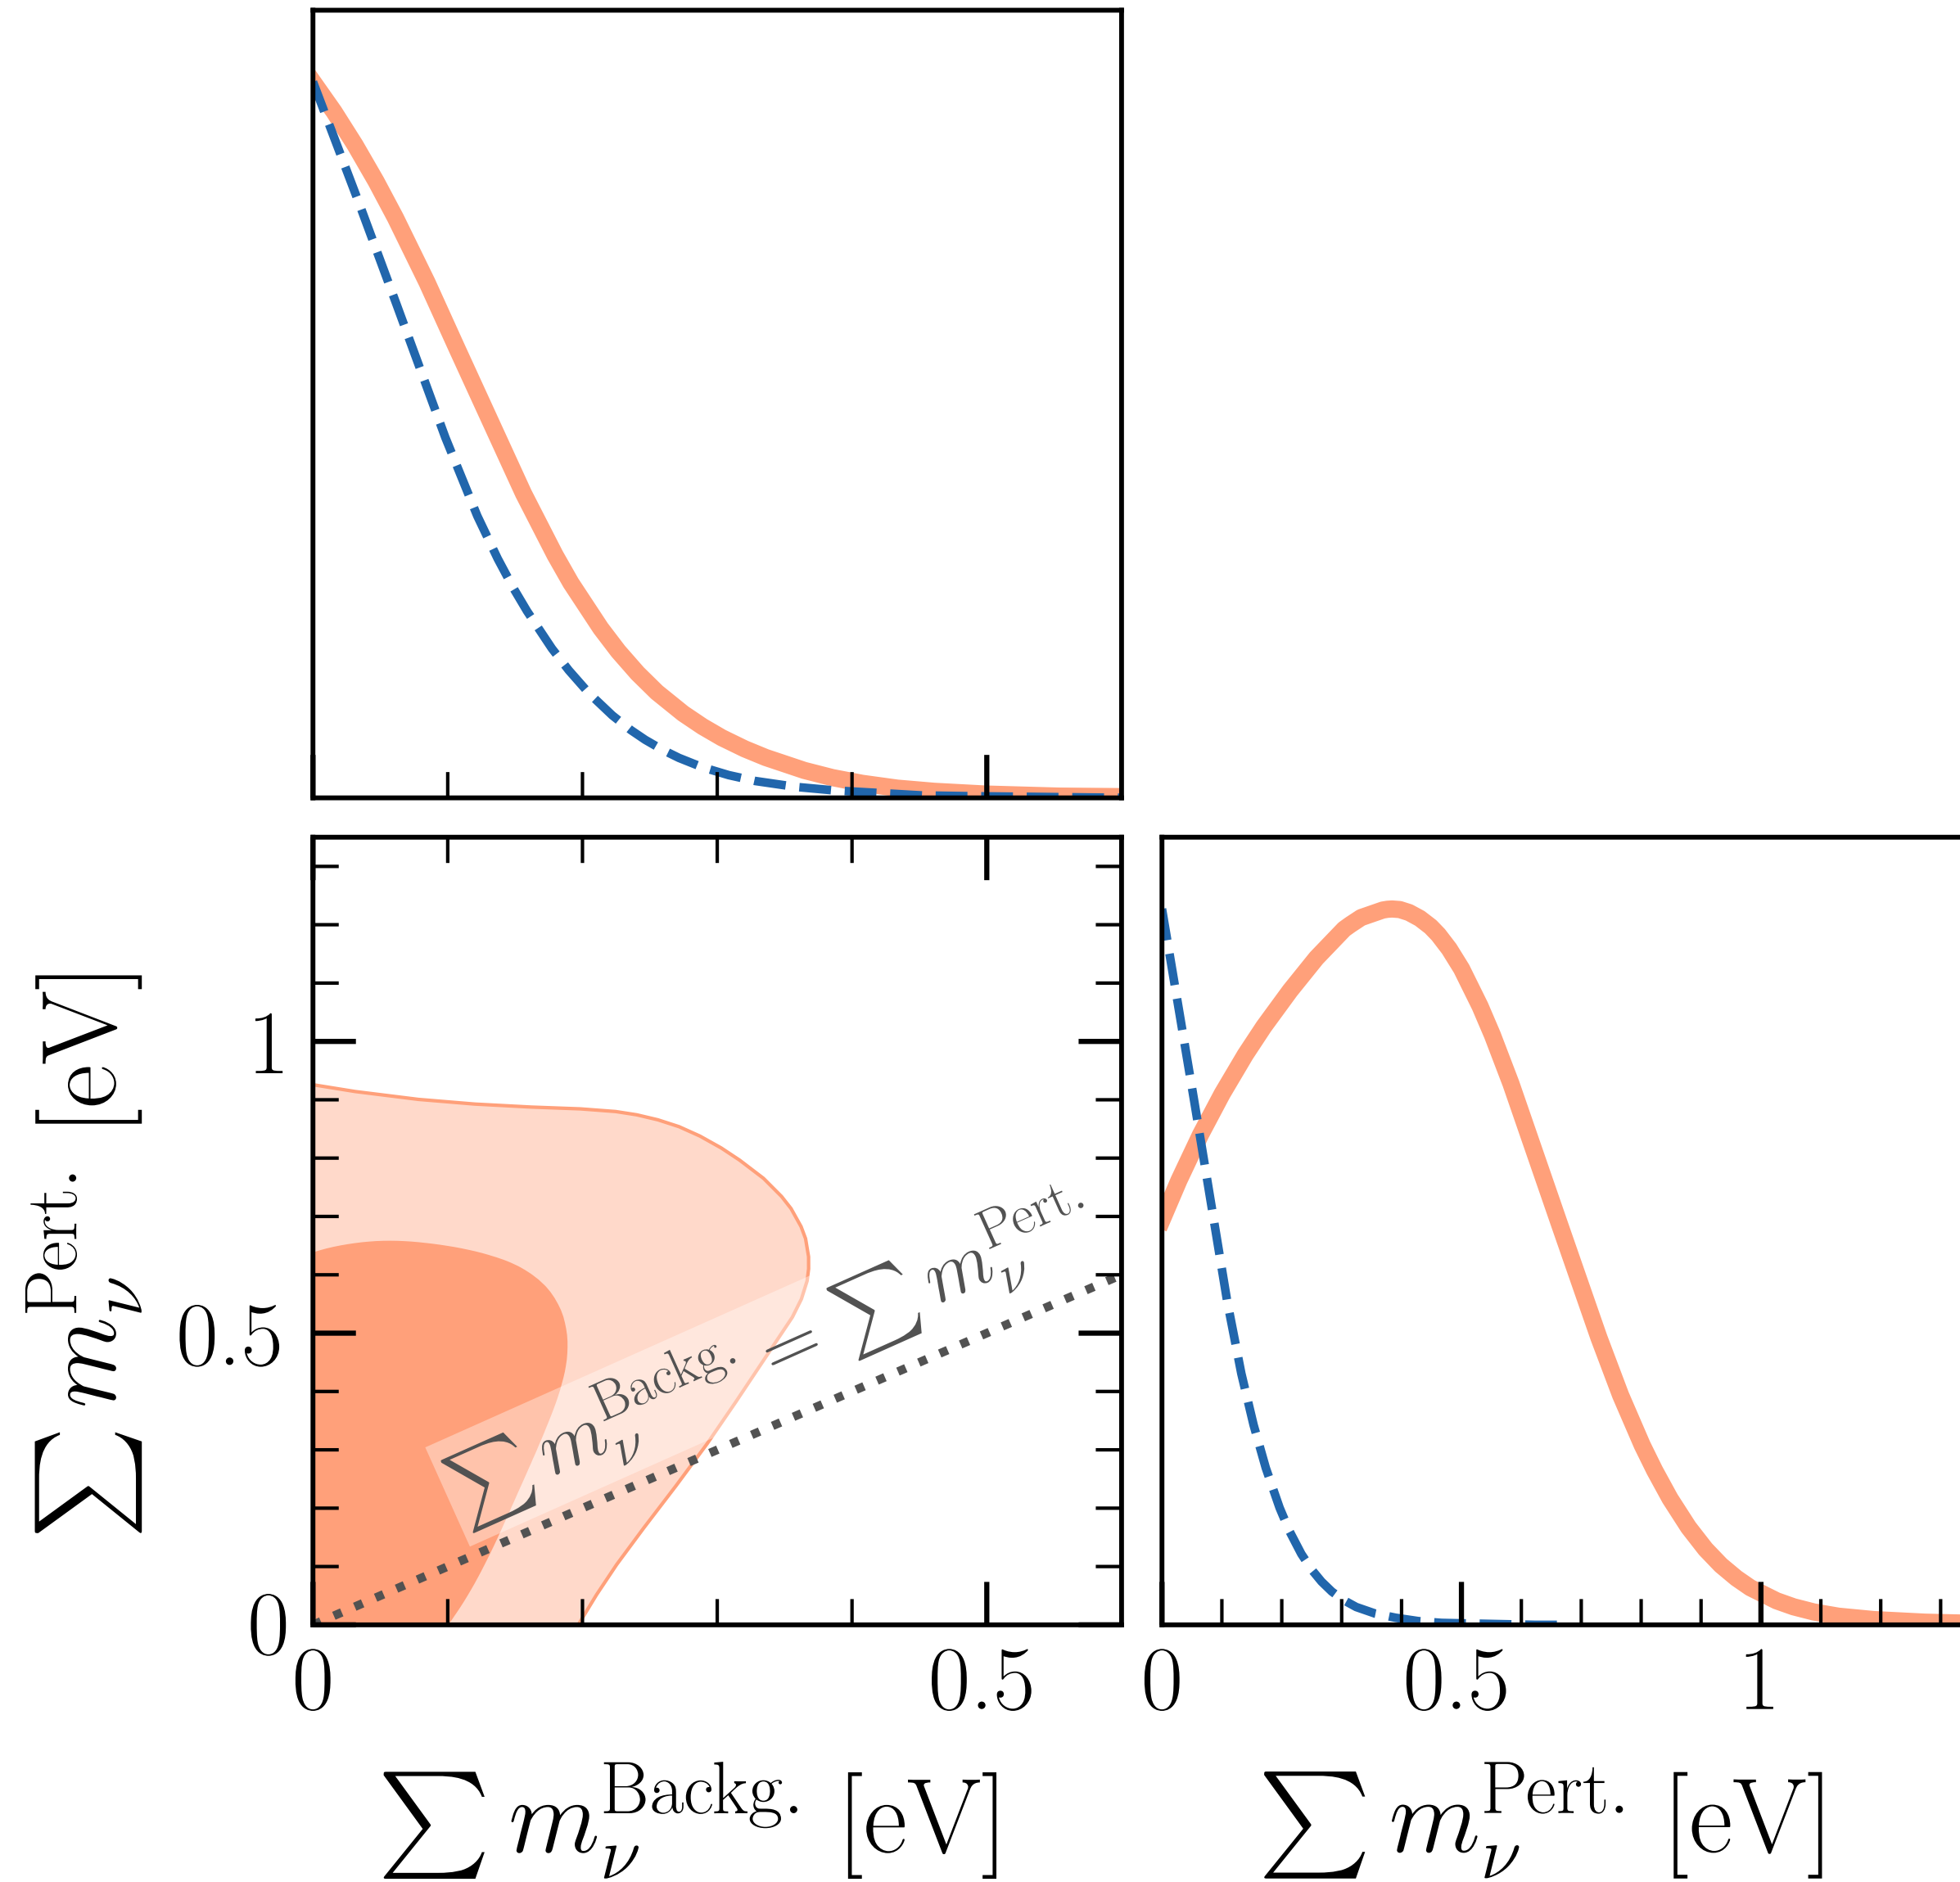 ∑ m_ν^Pert. [eV]
1
0.5
0
∑ m_ν^Backg. = ∑ m_ν^Pert.
0 0.5
0 0.5 1
∑ m_ν^Backg. [eV]
∑ m_ν^Pert. [eV]